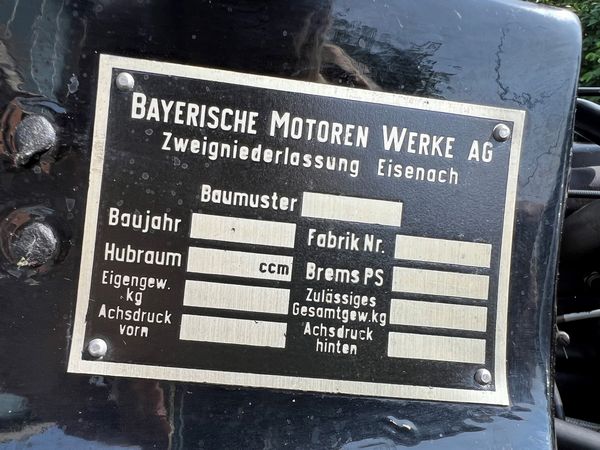 BAYERISCHE MOTOREN WERKE AG
Zweigniederlassung Eisenach
Baumuster
Baujahr Fabrik Nr.
Hubraum ccm Brems PS
Eigengew. kg Zulässiges Gesamtgew. kg
Achsdruck vorn Achsdruck hinten